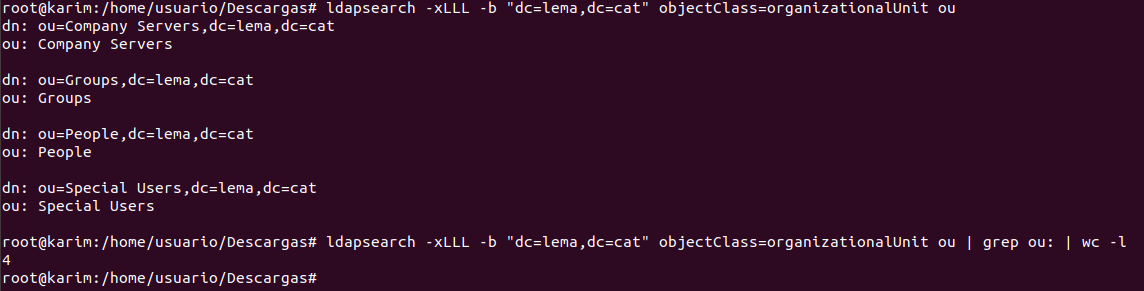 root@karim:/home/usuario/Descargas# ldapsearch -xLLL -b "dc=lema,dc=cat" objectClass=organizationalUnit ou
dn: ou=Company Servers,dc=lema,dc=cat
ou: Company Servers

dn: ou=Groups,dc=lema,dc=cat
ou: Groups

dn: ou=People,dc=lema,dc=cat
ou: People

dn: ou=Special Users,dc=lema,dc=cat
ou: Special Users

root@karim:/home/usuario/Descargas# ldapsearch -xLLL -b "dc=lema,dc=cat" objectClass=organizationalUnit ou | grep ou: | wc -l
4
root@karim:/home/usuario/Descargas#